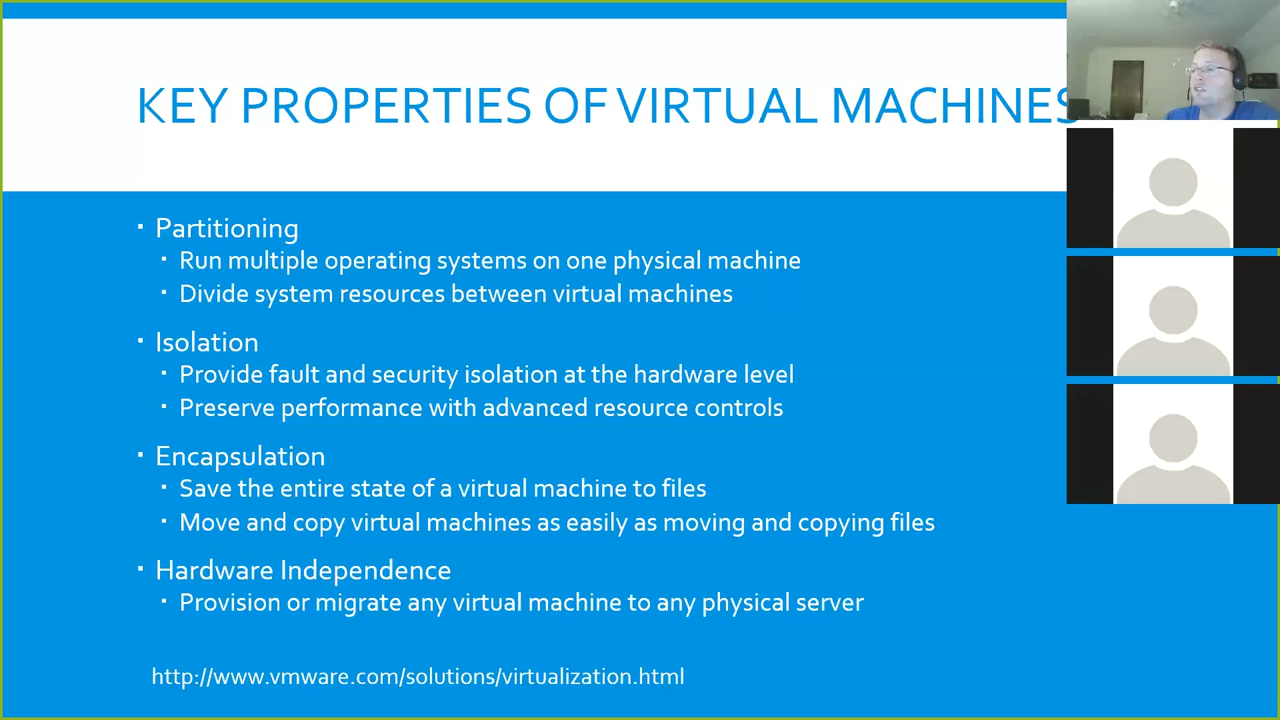 KEY PROPERTIES OF VIRTUAL MACHINES
▪ Partitioning
▪ Run multiple operating systems on one physical machine
▪ Divide system resources between virtual machines
▪ Isolation
▪ Provide fault and security isolation at the hardware level
▪ Preserve performance with advanced resource controls
▪ Encapsulation
▪ Save the entire state of a virtual machine to files
▪ Move and copy virtual machines as easily as moving and copying files
▪ Hardware Independence
▪ Provision or migrate any virtual machine to any physical server
http://www.vmware.com/solutions/virtualization.html